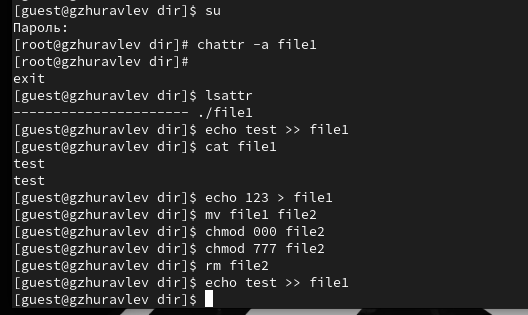 [guest@gzhuravlev dir]$ su
Пароль:
[root@gzhuravlev dir]# chattr -a file1
[root@gzhuravlev dir]#
exit
[guest@gzhuravlev dir]$ lsattr
---------------------- ./file1
[guest@gzhuravlev dir]$ echo test >> file1
[guest@gzhuravlev dir]$ cat file1
test
test
[guest@gzhuravlev dir]$ echo 123 > file1
[guest@gzhuravlev dir]$ mv file1 file2
[guest@gzhuravlev dir]$ chmod 000 file2
[guest@gzhuravlev dir]$ chmod 777 file2
[guest@gzhuravlev dir]$ rm file2
[guest@gzhuravlev dir]$ echo test >> file1
[guest@gzhuravlev dir]$